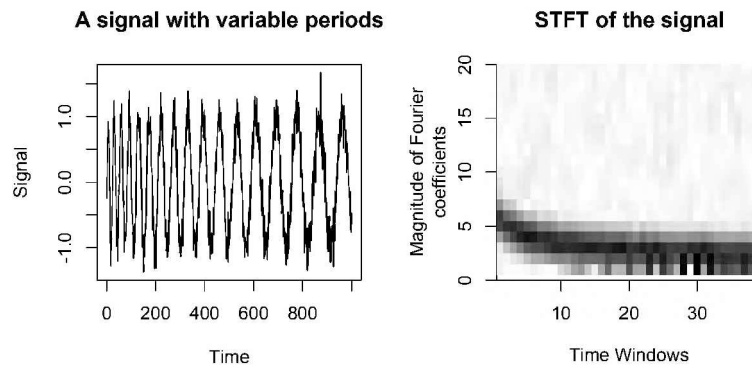 A signal with variable periods
Signal
1.0
0.0
-1.0
0 200 400 600 800
Time
STFT of the signal
Magnitude of Fourier
coefficients
20
15
10
5
0
10 20 30
Time Windows